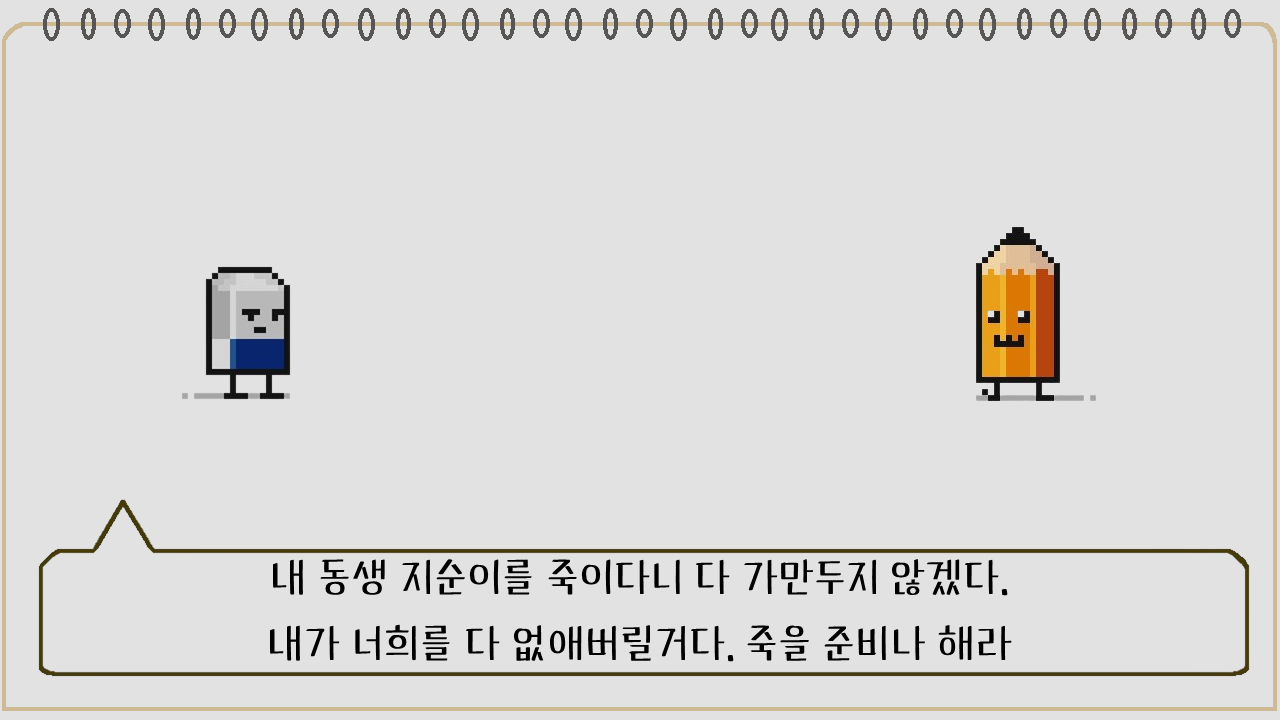 내 동생 지순이를 죽이다니 다 가만두지 않겠다.
내가 너희를 다 없애버릴거다. 죽을 준비나 해라